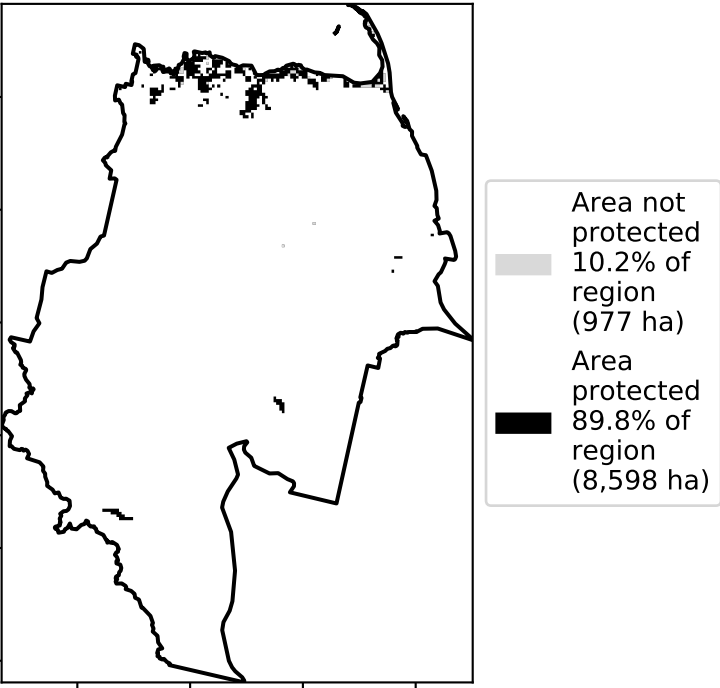 Area not
protected
10.2% of
region
(977 ha)
Area
protected
89.8% of
region
(8,598 ha)